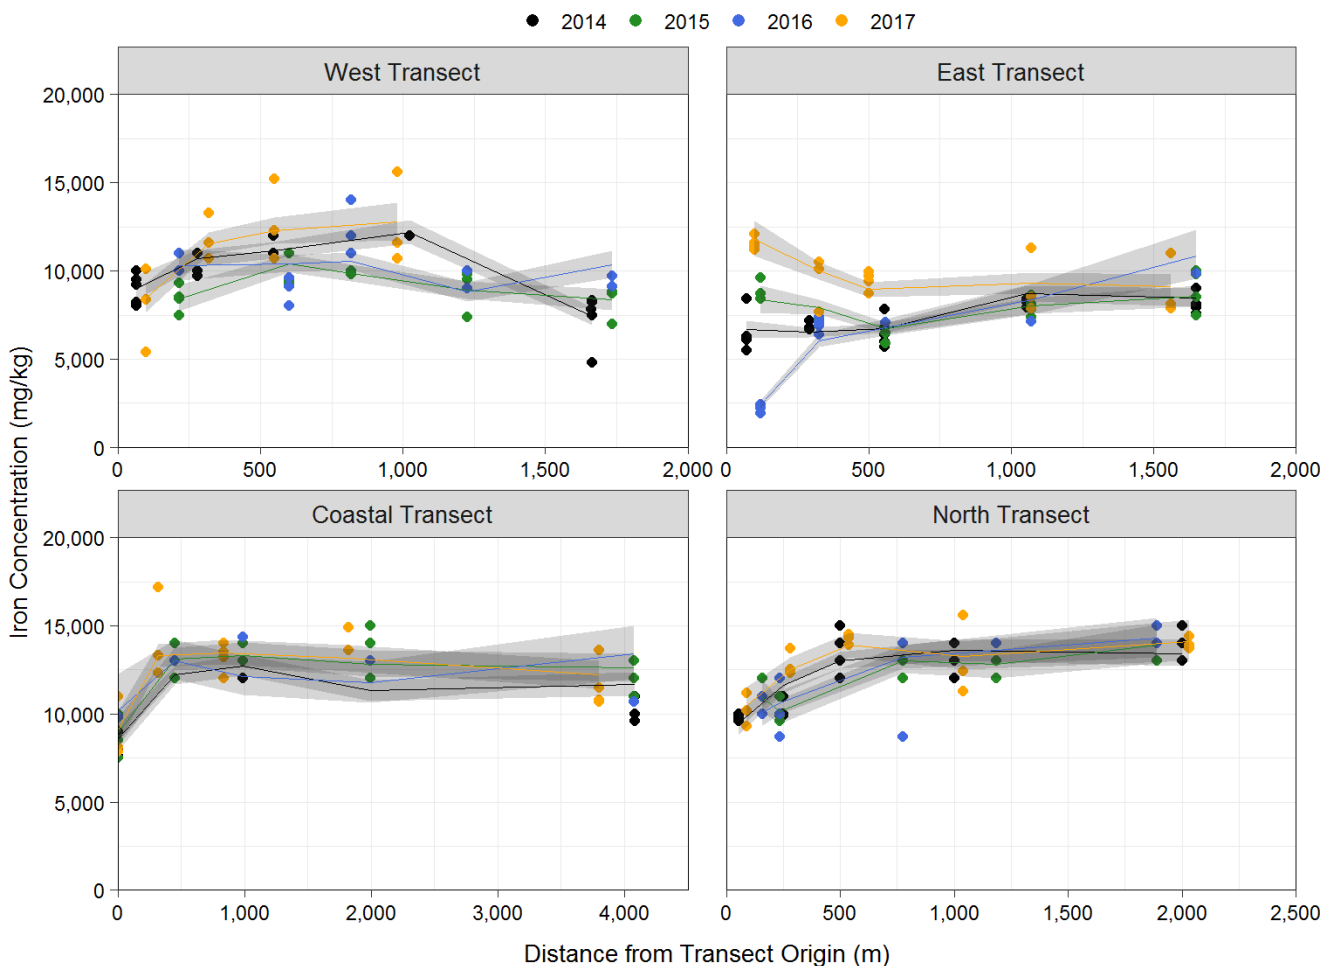 2014 2015 2016 2017
West Transect East Transect
20,000
15,000
10,000
5,000
0
0 500 1,000 1,500 2,000 0 500 1,000 1,500 2,000
Iron Concentration (mg/kg)
Coastal Transect North Transect
20,000
15,000
10,000
5,000
0
0 1,000 2,000 3,000 4,000 0 500 1,000 1,500 2,000 2,500
Distance from Transect Origin (m)